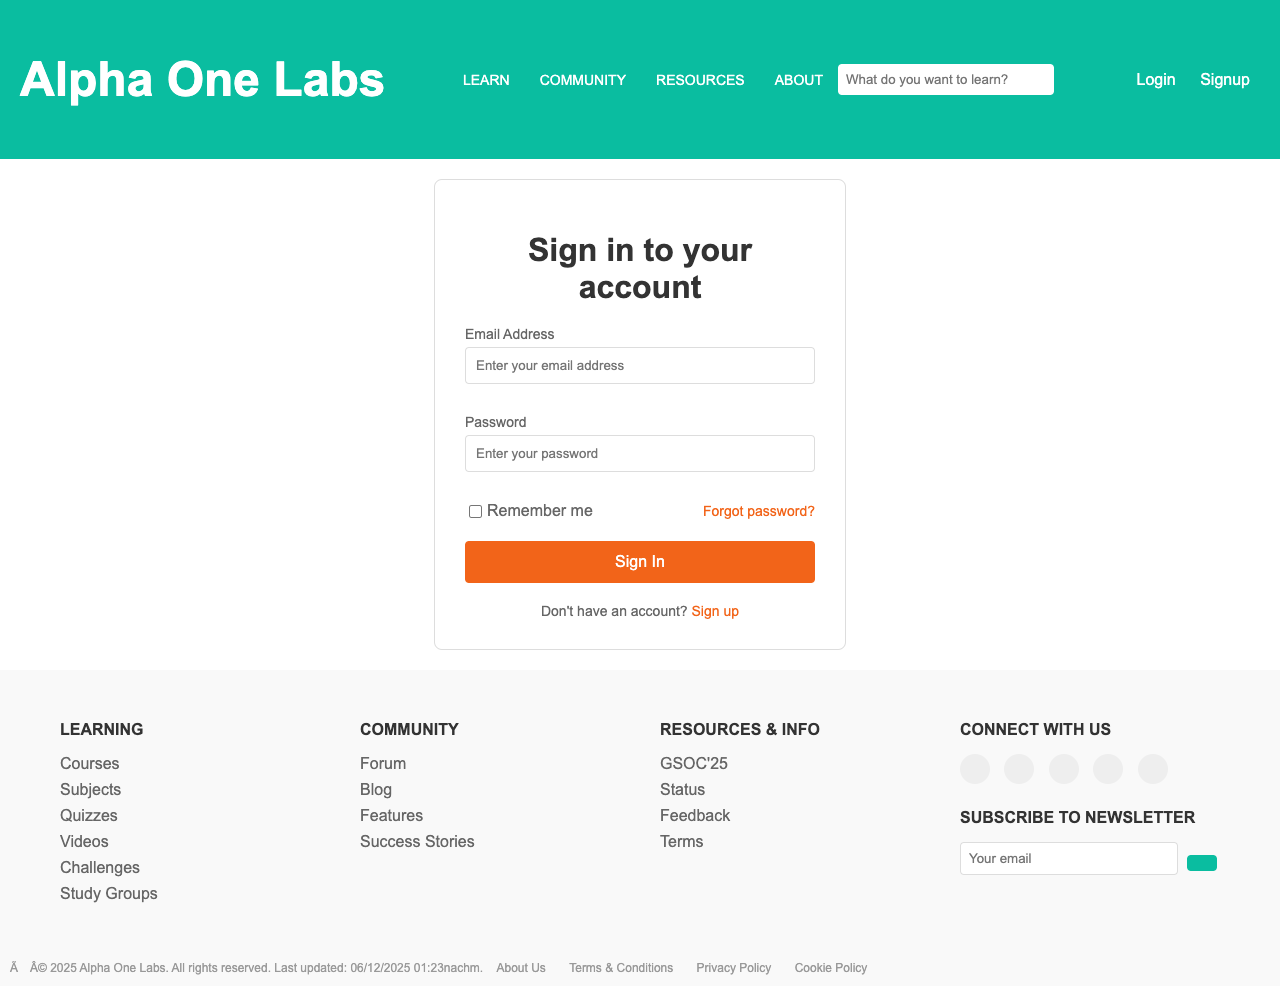 Alpha One Labs
LEARN COMMUNITY RESOURCES ABOUT What do you want to learn? Login Signup
Sign in to your
account
Email Address
Enter your email address
Password
Enter your password
Remember me Forgot password?
Sign In
Don't have an account? Sign up
LEARNING
Courses
Subjects
Quizzes
Videos
Challenges
Study Groups
COMMUNITY
Forum
Blog
Features
Success Stories
RESOURCES & INFO
GSOC'25
Status
Feedback
Terms
CONNECT WITH US
SUBSCRIBE TO NEWSLETTER
Your email
Ã Â© 2025 Alpha One Labs. All rights reserved. Last updated: 06/12/2025 01:23nachm. About Us Terms & Conditions Privacy Policy Cookie Policy